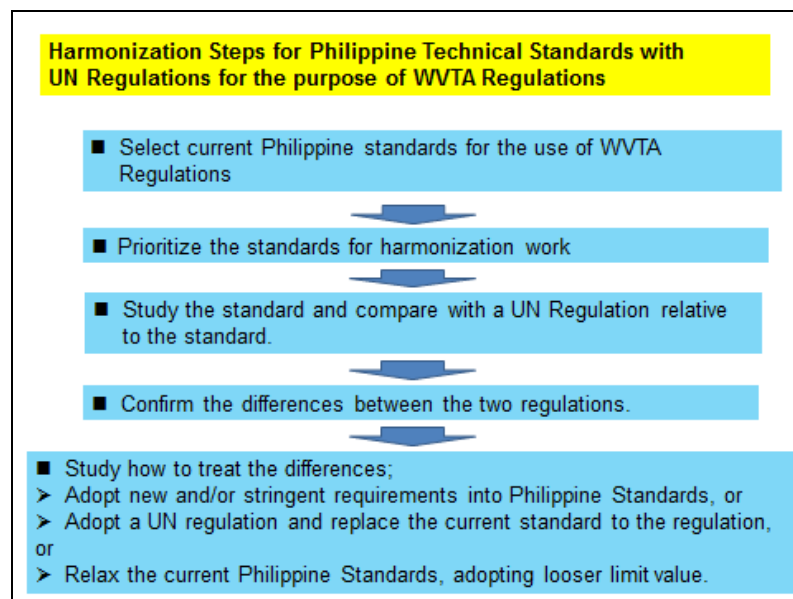 Harmonization Steps for Philippine Technical Standards with
UN Regulations for the purpose of WVTA Regulations
■ Select current Philippine standards for the use of WVTA
Regulations
■ Prioritize the standards for harmonization work
■ Study the standard and compare with a UN Regulation relative
to the standard.
■ Confirm the differences between the two regulations.
■ Study how to treat the differences;
➢ Adopt new and/or stringent requirements into Philippine Standards, or
➢ Adopt a UN regulation and replace the current standard to the regulation,
or
➢ Relax the current Philippine Standards, adopting looser limit value.